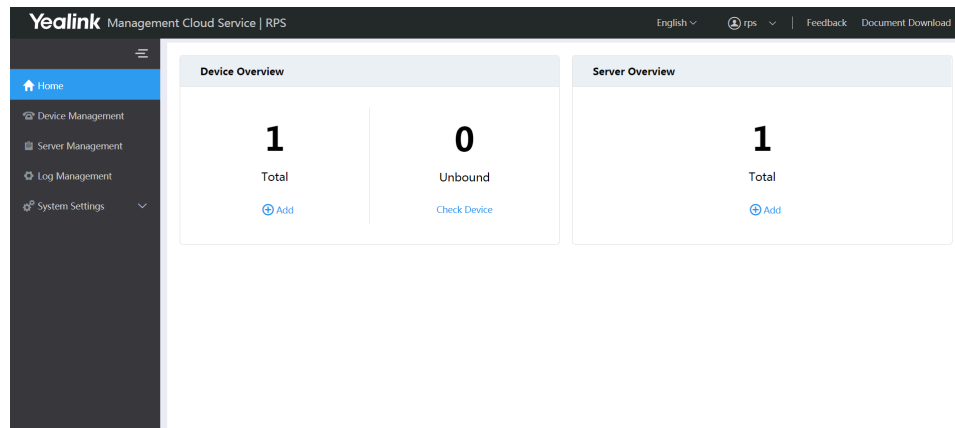 Yealink Management Cloud Service | RPS
English
rps
Feedback
Document Download
Home
Device Management
Server Management
Log Management
System Settings
Device Overview
1
Total
Add
0
Unbound
Check Device
Server Overview
1
Total
Add